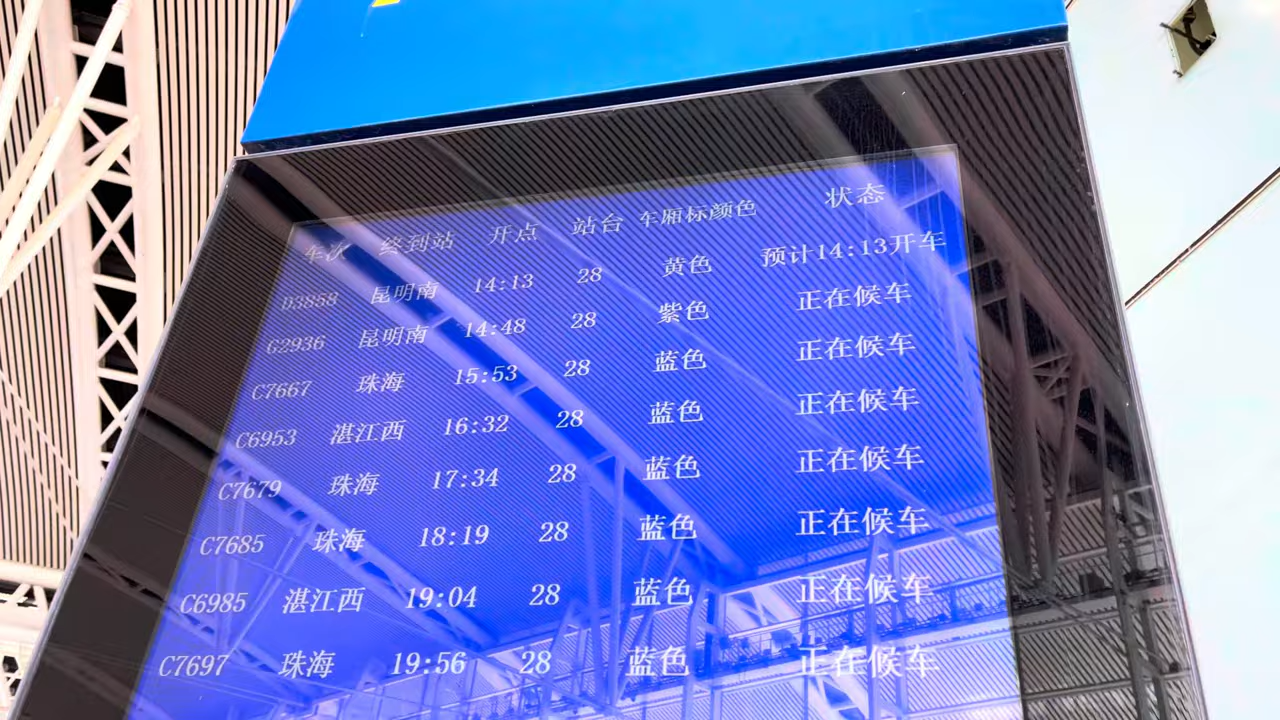 车次 终到站 开点 站台 车厢标颜色 状态
D3858 昆明南 14:13 28 黄色 预计14:13开车
G2936 昆明南 14:48 28 紫色 正在候车
C7667 珠海 15:53 28 蓝色 正在候车
C6953 湛江西 16:32 28 蓝色 正在候车
C7679 珠海 17:34 28 蓝色 正在候车
C7685 珠海 18:19 28 蓝色 正在候车
C6985 湛江西 19:04 28 蓝色 正在候车
C7697 珠海 19:56 28 蓝色 正在候车